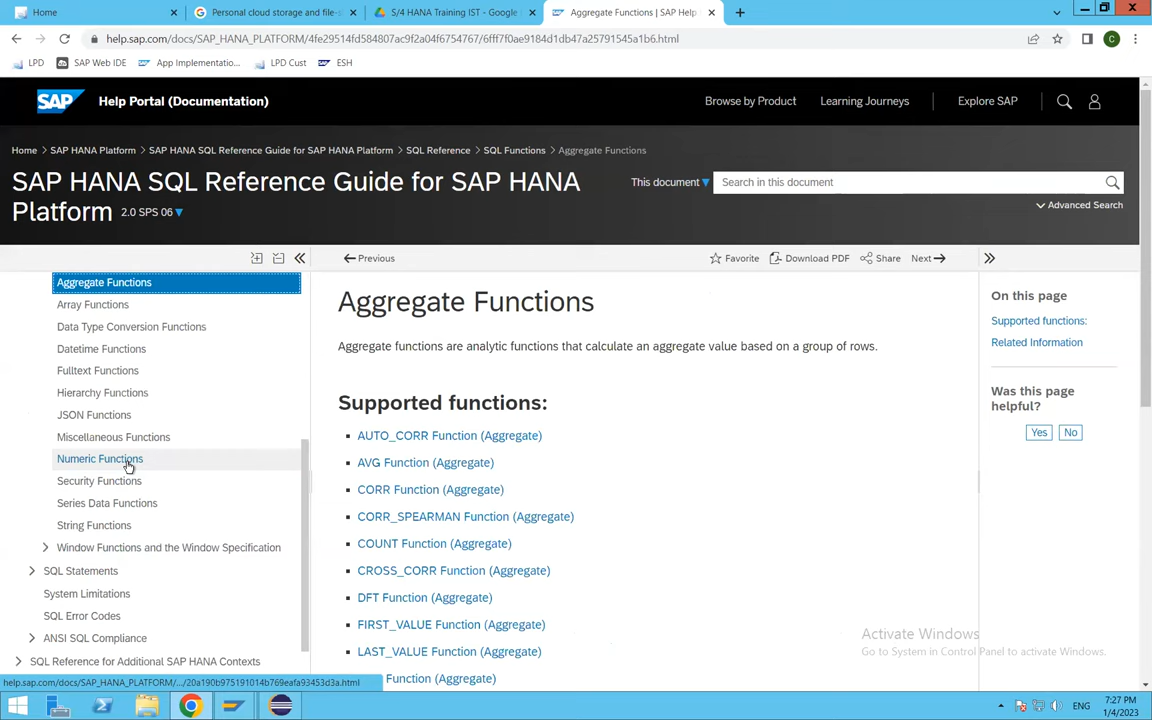 Home
Personal cloud storage and file-s
S/4 HANA Training IST - Google
Aggregate Functions | SAP Help
help.sap.com/docs/SAP_HANA_PLATFORM/4fe29514fd584807ac9f2a04f6754767/6fff7f0ae9184d1db47a25791545a1b6.html
LPD
SAP Web IDE
App Implementatio...
LPD Cust
ESH
SAP
Help Portal (Documentation)
Browse by Product
Learning Journeys
Explore SAP
Home > SAP HANA Platform > SAP HANA SQL Reference Guide for SAP HANA Platform > SQL Reference > SQL Functions > Aggregate Functions
SAP HANA SQL Reference Guide for SAP HANA
Platform 2.0 SPS 06
This document
Search in this document
Advanced Search
Previous
Favorite
Download PDF
Share
Next
Aggregate Functions
Array Functions
Data Type Conversion Functions
Datetime Functions
Fulltext Functions
Hierarchy Functions
JSON Functions
Miscellaneous Functions
Numeric Functions
Security Functions
Series Data Functions
String Functions
Window Functions and the Window Specification
SQL Statements
System Limitations
SQL Error Codes
ANSI SQL Compliance
SQL Reference for Additional SAP HANA Contexts
Aggregate Functions
Aggregate functions are analytic functions that calculate an aggregate value based on a group of rows.
Supported functions:
AUTO_CORR Function (Aggregate)
AVG Function (Aggregate)
CORR Function (Aggregate)
CORR_SPEARMAN Function (Aggregate)
COUNT Function (Aggregate)
CROSS_CORR Function (Aggregate)
DFT Function (Aggregate)
FIRST_VALUE Function (Aggregate)
LAST_VALUE Function (Aggregate)
Function (Aggregate)
On this page
Supported functions:
Related Information
Was this page
helpful?
Yes
No
Activate Windows
Go to System in Control Panel to activate Windows.
help.sap.com/docs/SAP_HANA_PLATFORM/.../20a190b975191014b769eafa93453d3a.html
ENG
7:27 PM
1/4/2023
C